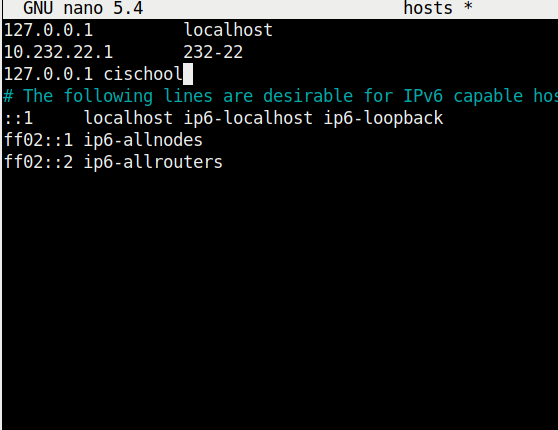 GNU nano 5.4 hosts *
127.0.0.1 localhost
10.232.22.1 232-22
127.0.0.1 cischool
# The following lines are desirable for IPv6 capable hos
::1 localhost ip6-localhost ip6-loopback
ff02::1 ip6-allnodes
ff02::2 ip6-allrouters